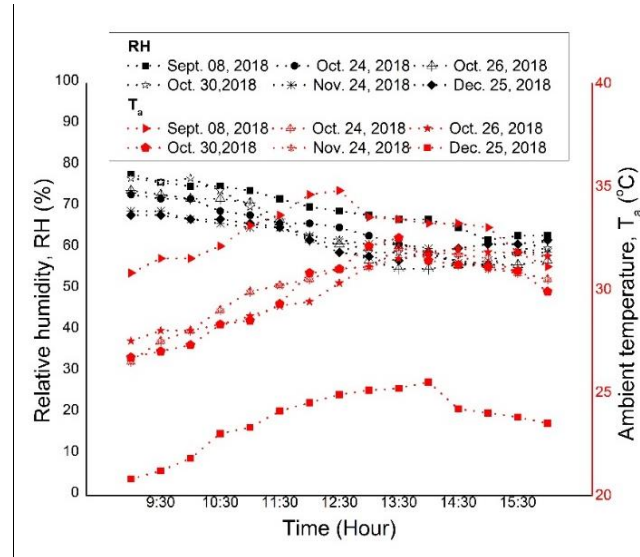 RH
Sept. 08, 2018 Oct. 24, 2018 Oct. 26, 2018
Oct. 30,2018 Nov. 24, 2018 Dec. 25, 2018
Ta
Sept. 08, 2018 Oct. 24, 2018 Oct. 26, 2018
Oct. 30,2018 Nov. 24, 2018 Dec. 25, 2018
100
90
80
70
60
50
40
30
20
10
0
Relative humidity, RH (%)
40
35
30
25
20
Ambient temperature, Ta (°C)
9:30 10:30 11:30 12:30 13:30 14:30 15:30
Time (Hour)